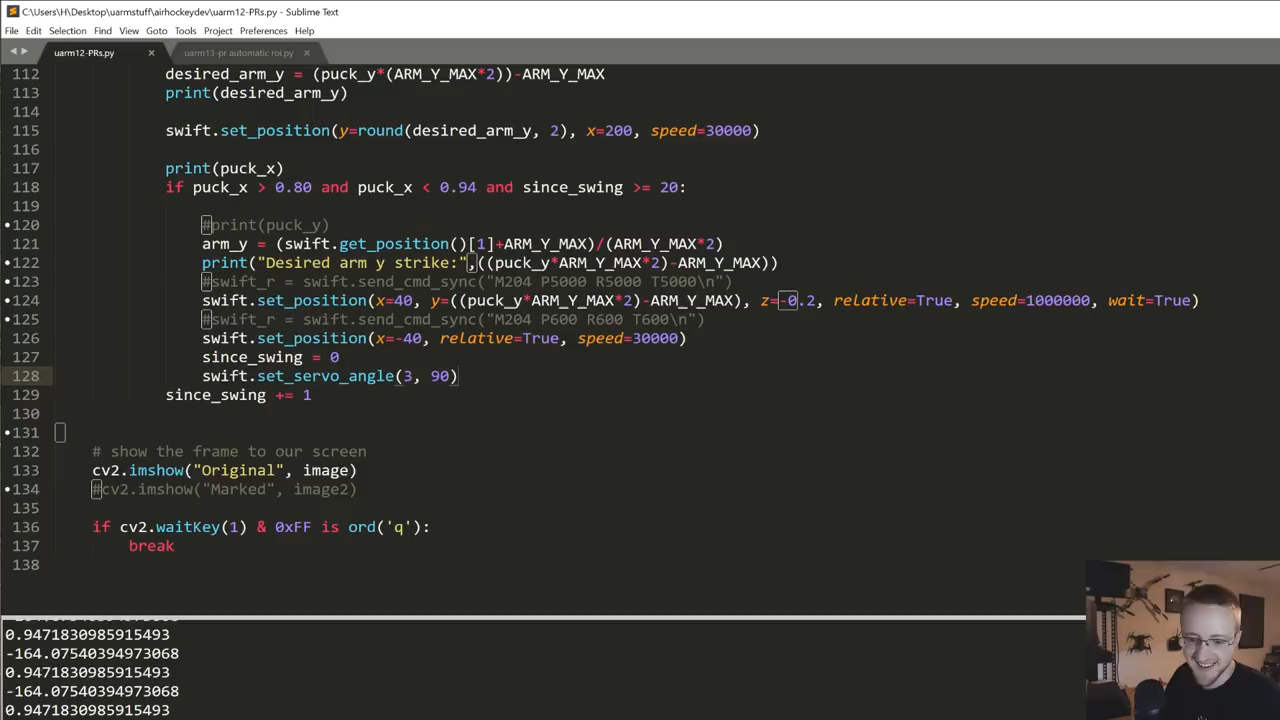 C:\Users\H\Desktop\uarmstuff\airhockeydev\uarm12-PRs.py - Sublime Text
File Edit Selection Find View Goto Tools Project Preferences Help
uarm12-PRs.py × uarm13-pr automatic roi.py ×
112 desired_arm_y = (puck_y*(ARM_Y_MAX*2))-ARM_Y_MAX
113 print(desired_arm_y)
114
115 swift.set_position(y=round(desired_arm_y, 2), x=200, speed=30000)
116
117 print(puck_x)
118 if puck_x > 0.80 and puck_x < 0.94 and since_swing >= 20:
119
120 #print(puck_y)
121 arm_y = (swift.get_position()[1]+ARM_Y_MAX)/(ARM_Y_MAX*2)
122 print("Desired arm y strike:",((puck_y*ARM_Y_MAX*2)-ARM_Y_MAX))
123 #swift_r = swift.send_cmd_sync("M204 P5000 R5000 T5000\n")
124 swift.set_position(x=40, y=((puck_y*ARM_Y_MAX*2)-ARM_Y_MAX), z=-0.2, relative=True, speed=1000000, wait=True)
125 #swift_r = swift.send_cmd_sync("M204 P600 R600 T600\n")
126 swift.set_position(x=-40, relative=True, speed=30000)
127 since_swing = 0
128 swift.set_servo_angle(3, 90)
129 since_swing += 1
130
131
132 # show the frame to our screen
133 cv2.imshow("Original", image)
134 #cv2.imshow("Marked", image2)
135
136 if cv2.waitKey(1) & 0xFF is ord('q'):
137 break
138
0.9471830985915493
-164.07540394973068
0.9471830985915493
-164.07540394973068
0.9471830985915493